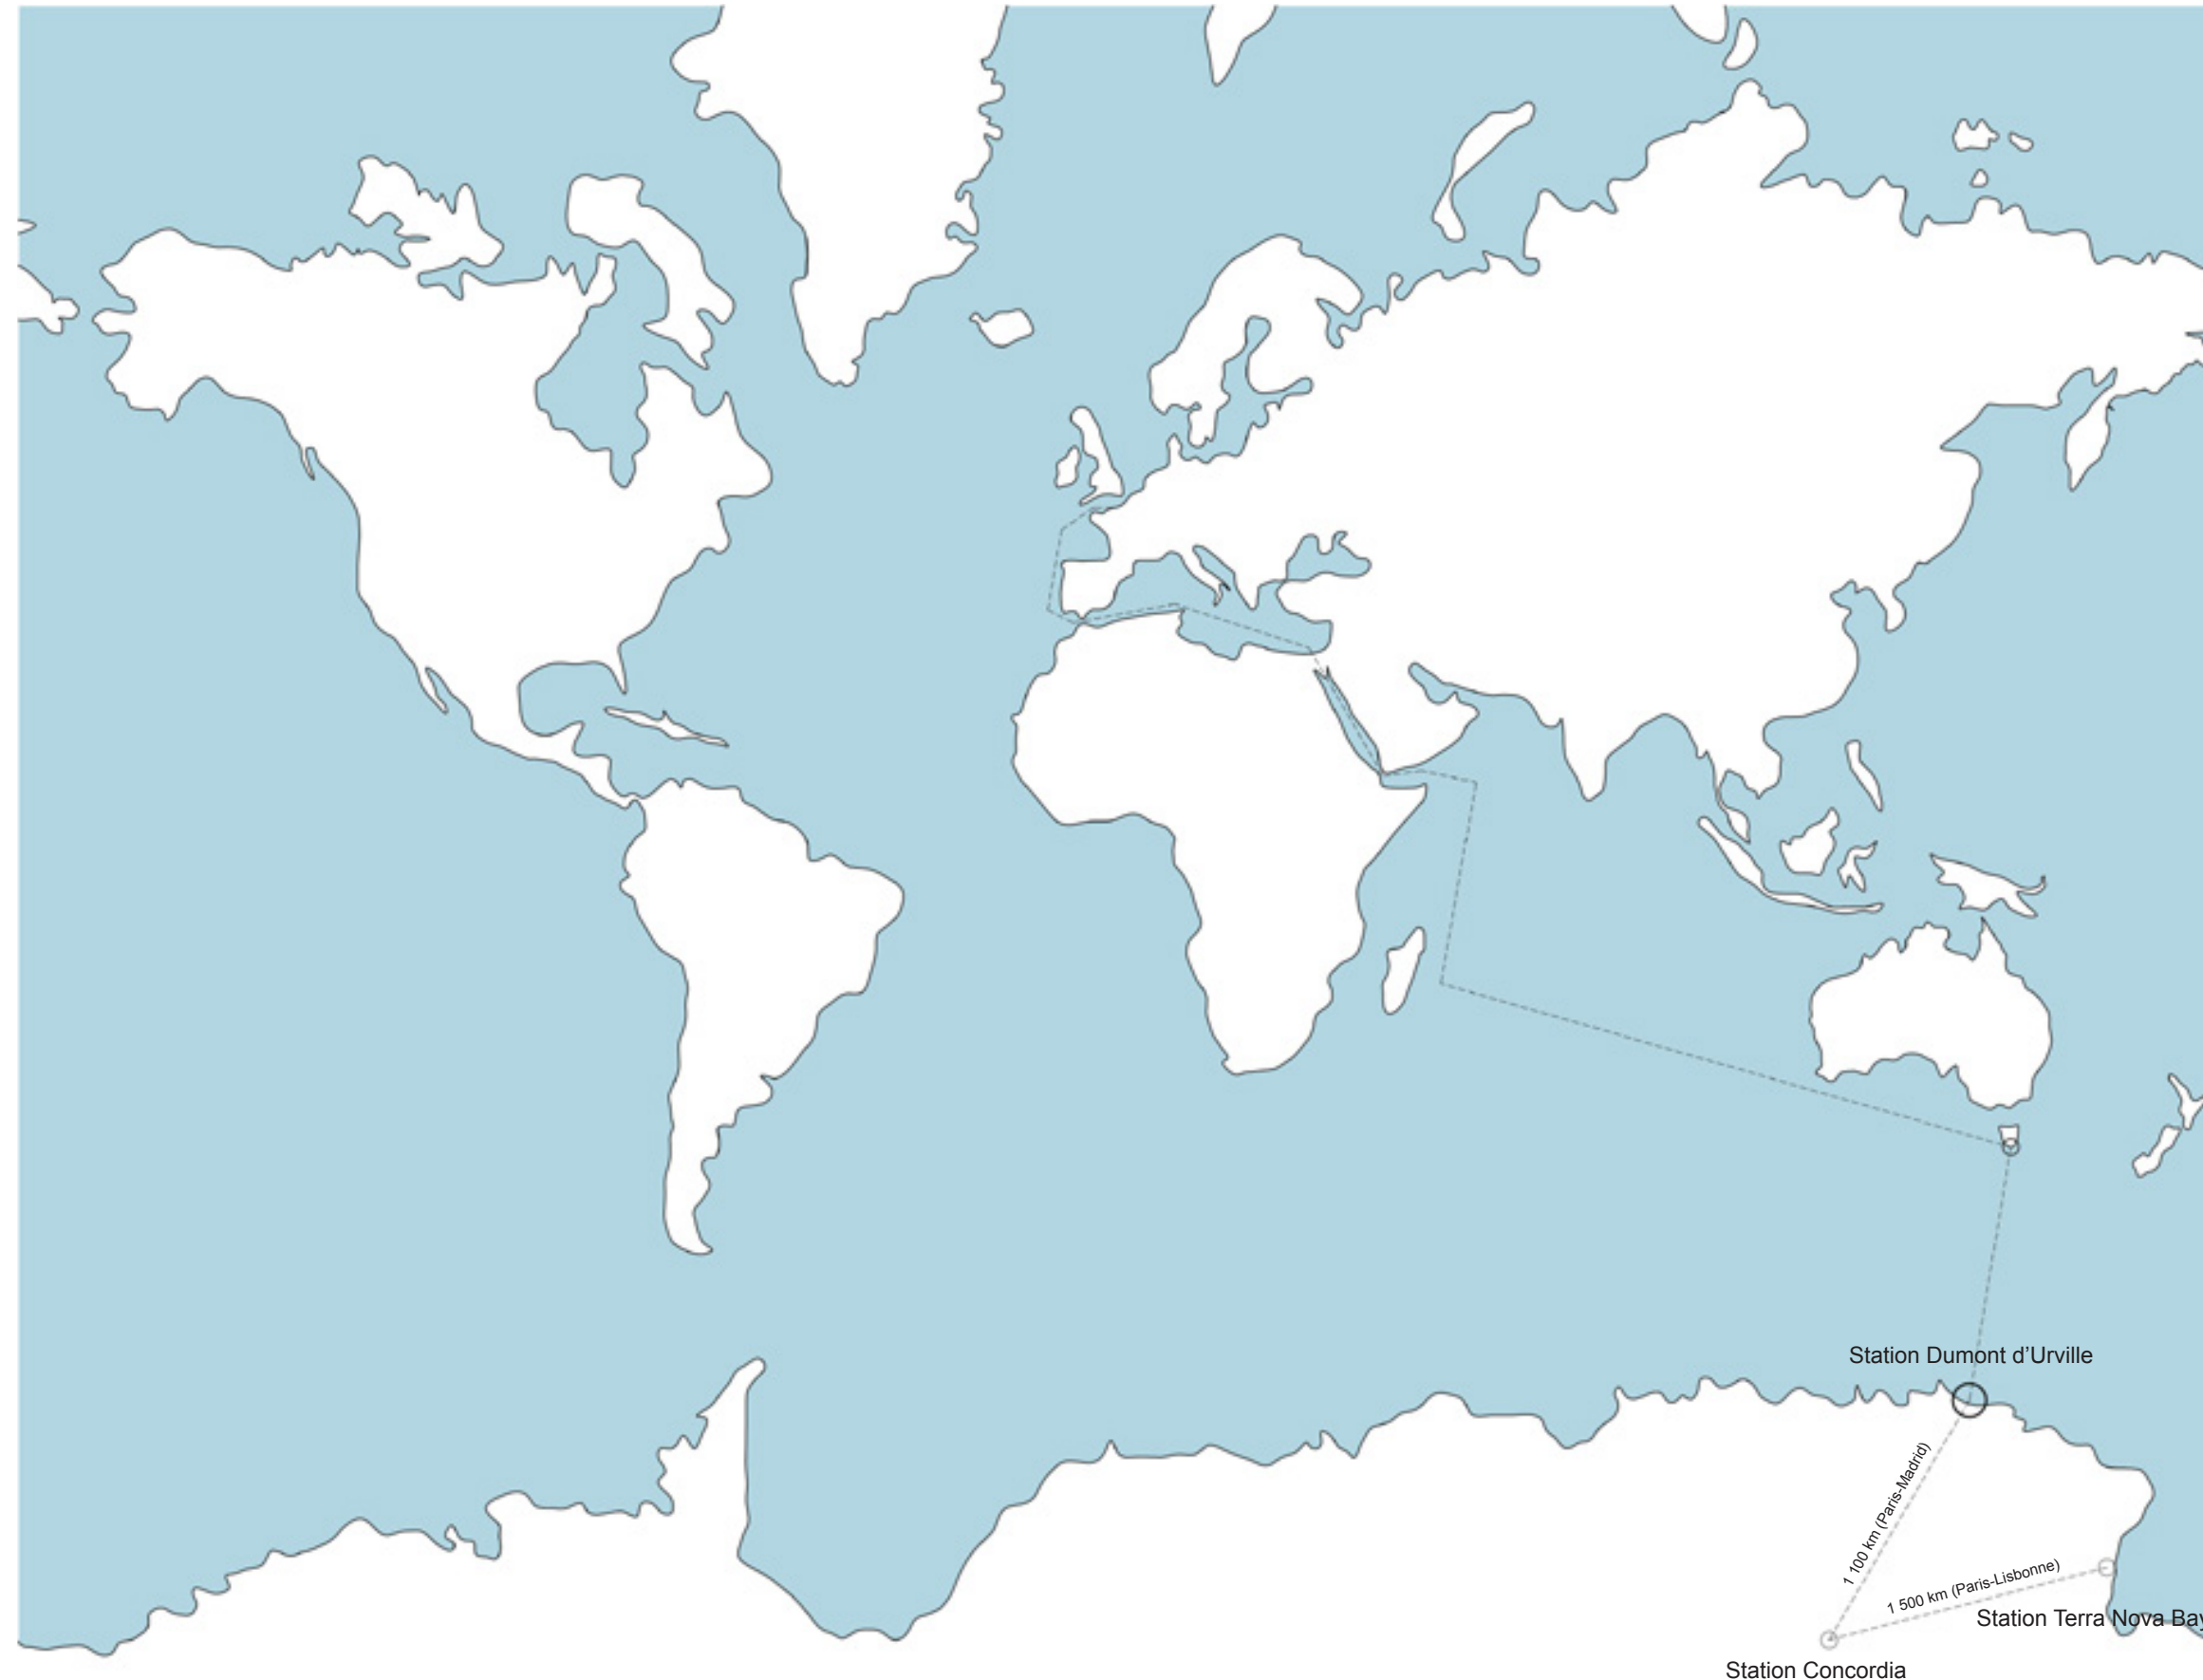 Station Dumont d’Urville
1 100 km (Paris-Madrid)
1 500 km (Paris-Lisbonne)
Station Terra Nova Bay
Station Concordia